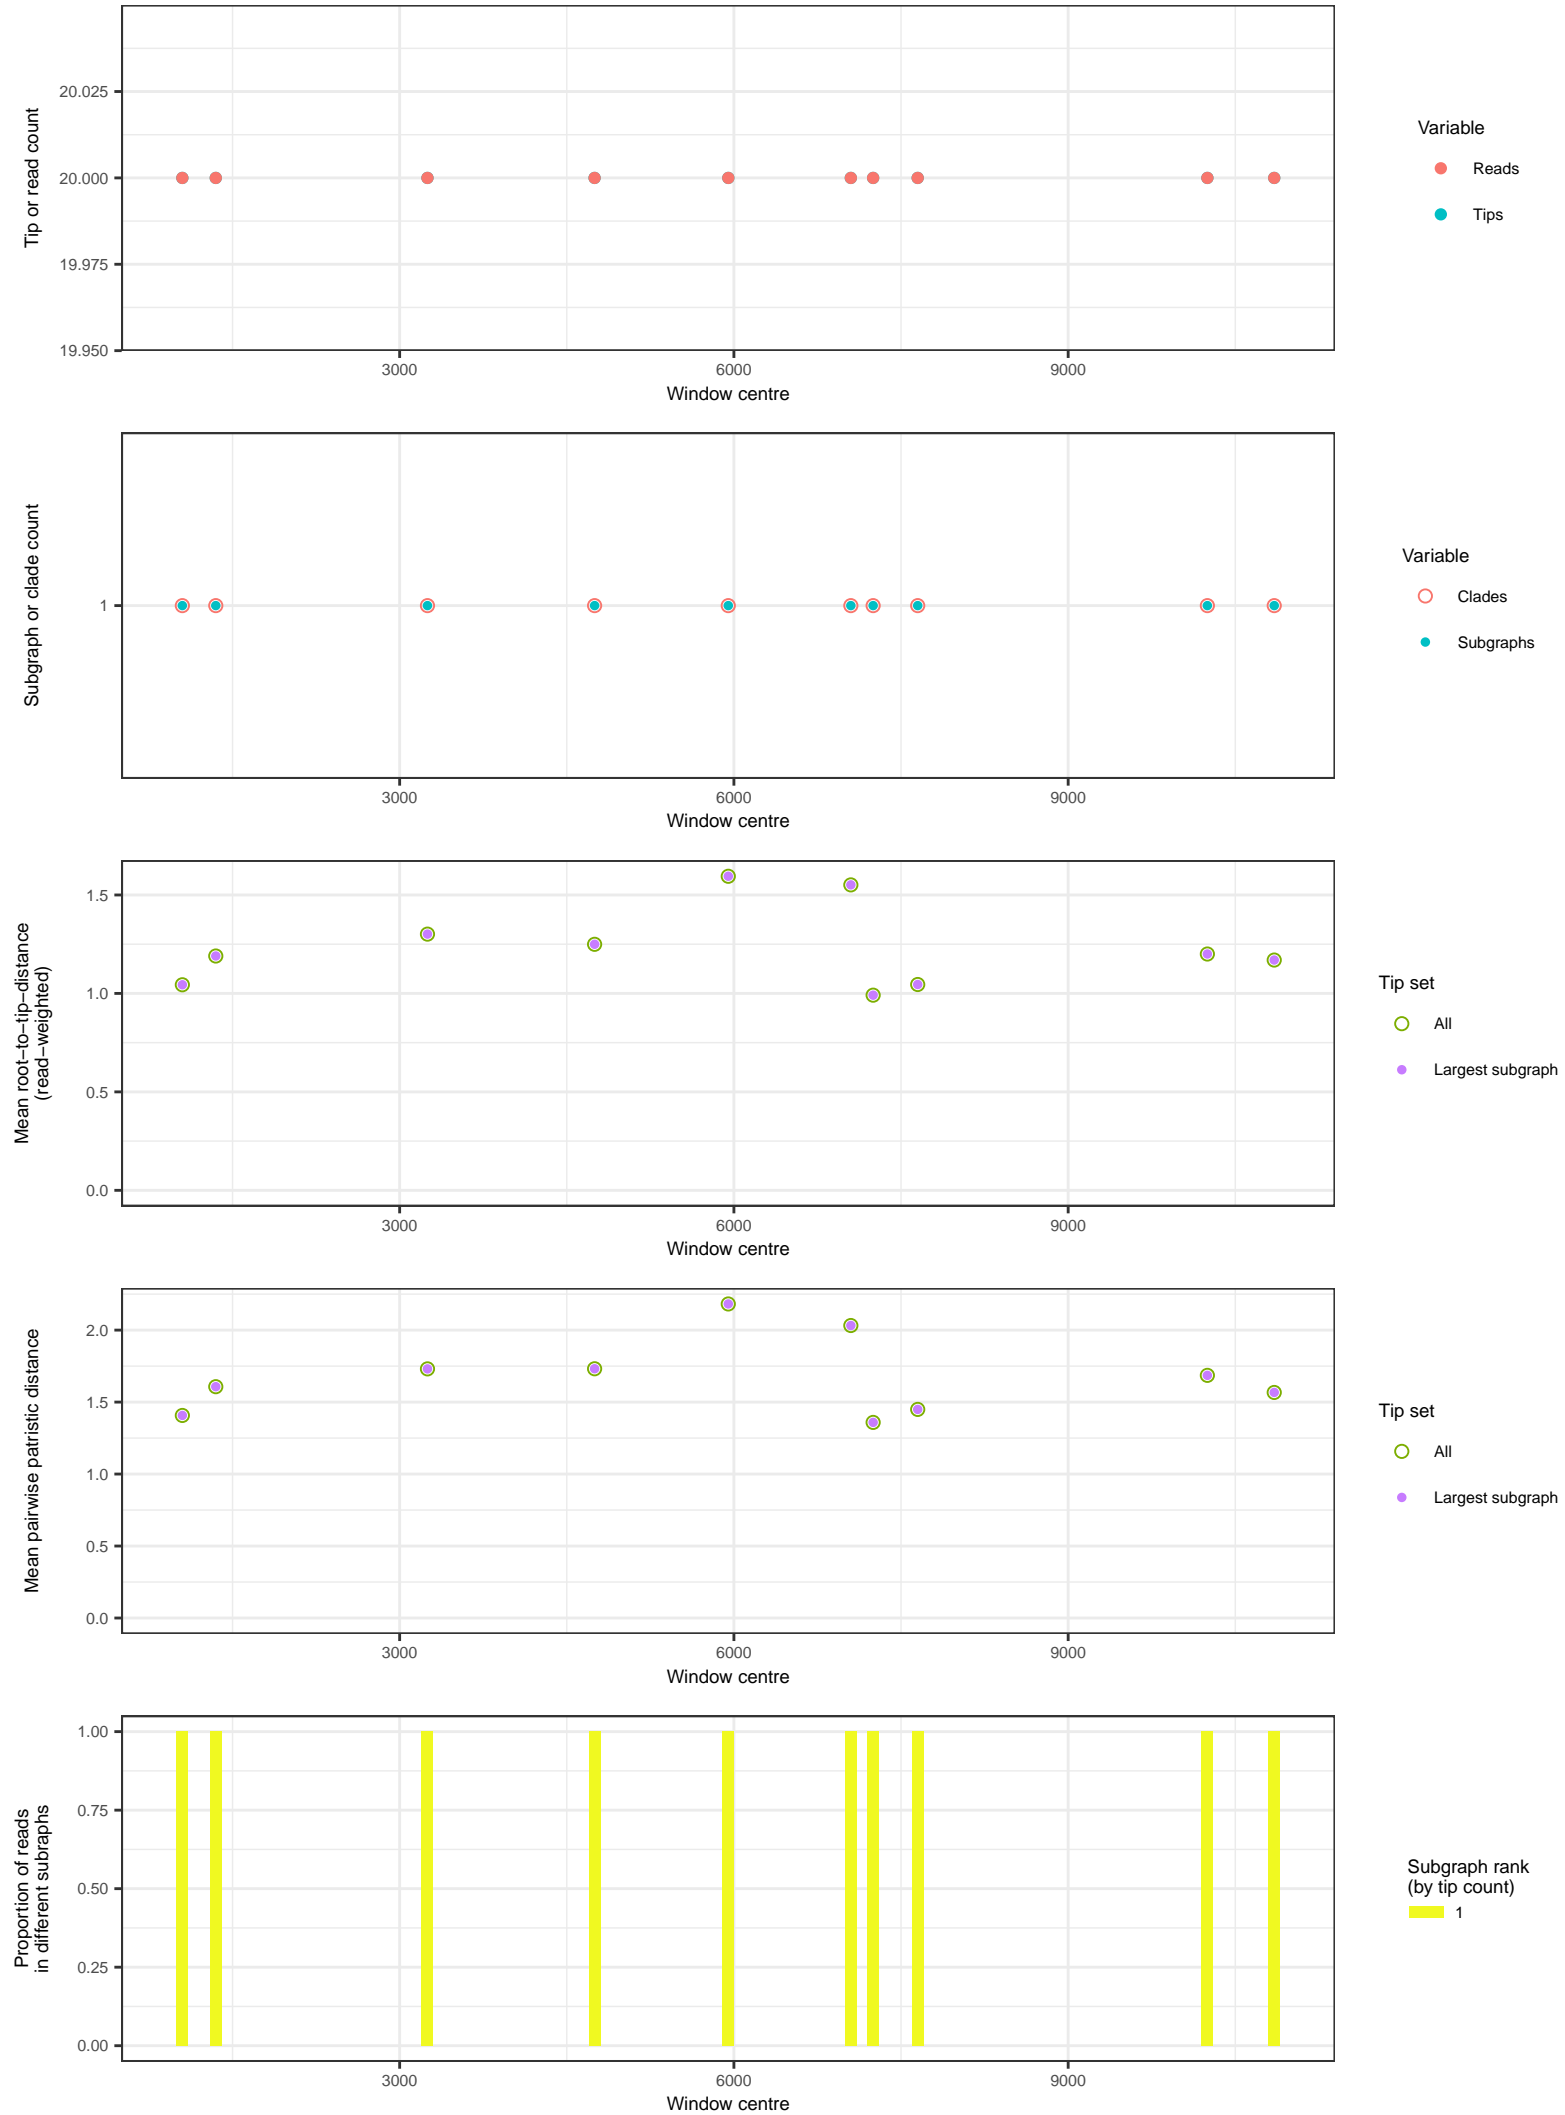 Tip or read count
20.025
20.000
19.975
19.950
3000
6000
9000
Window centre
Variable
Reads
Tips
Subgraph or clade count
1
3000
6000
9000
Window centre
Variable
Clades
Subgraphs
Mean root−to−tip−distance
(read−weighted)
1.5
1.0
0.5
0.0
3000
6000
9000
Window centre
Tip set
All
Largest subgraph
Mean pairwise patristic distance
2.0
1.5
1.0
0.5
0.0
3000
6000
9000
Window centre
Tip set
All
Largest subgraph
Proportion of reads
in different subraphs
1.00
0.75
0.50
0.25
0.00
3000
6000
9000
Window centre
Subgraph rank
(by tip count)
1